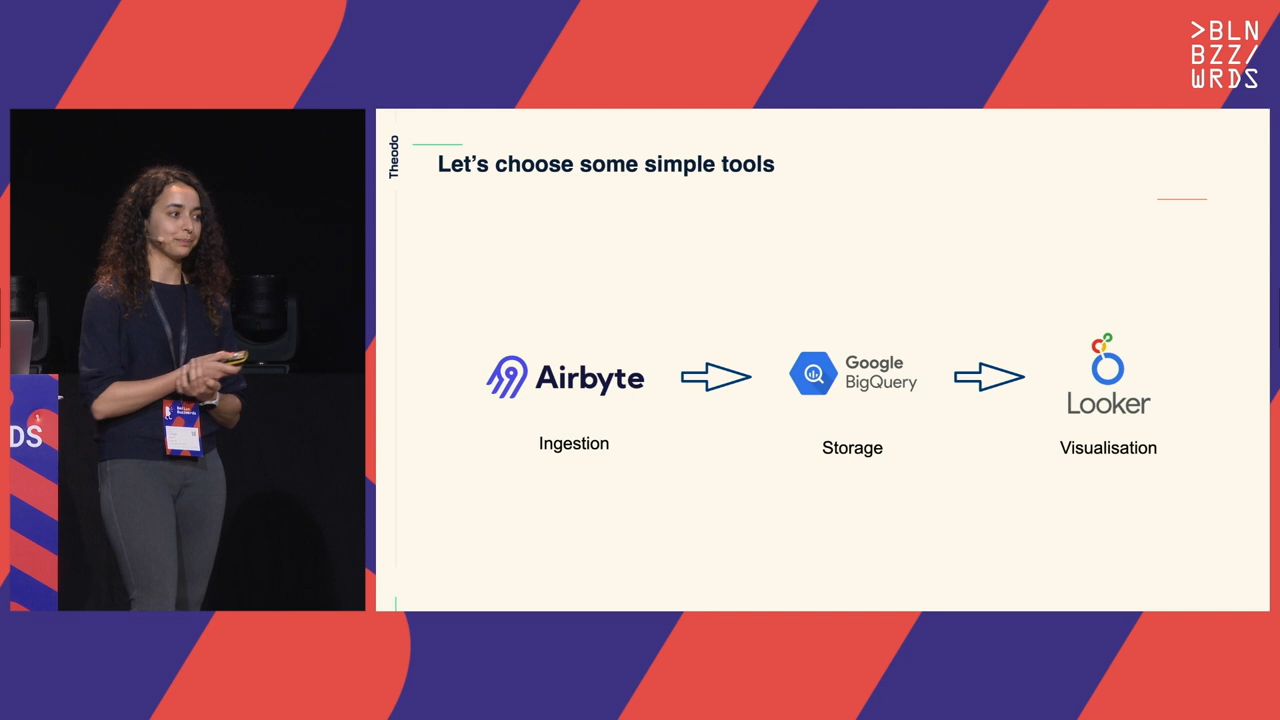 >BLN
BZZ/
WRDS
Theodo
Let's choose some simple tools
Airbyte
Google
BigQuery
Looker
Ingestion
Storage
Visualisation
DS